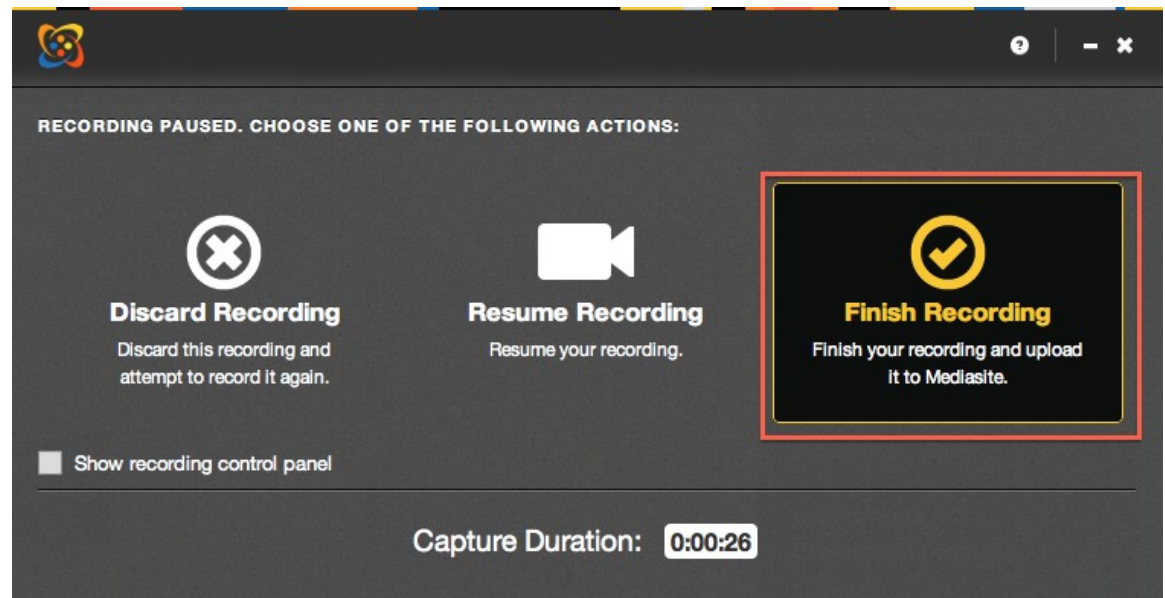 RECORDING PAUSED. CHOOSE ONE OF THE FOLLOWING ACTIONS:
Discard Recording
Discard this recording and
attempt to record it again.
Resume Recording
Resume your recording.
Finish Recording
Finish your recording and upload
it to Mediasite.
Show recording control panel
Capture Duration: 0:00:26